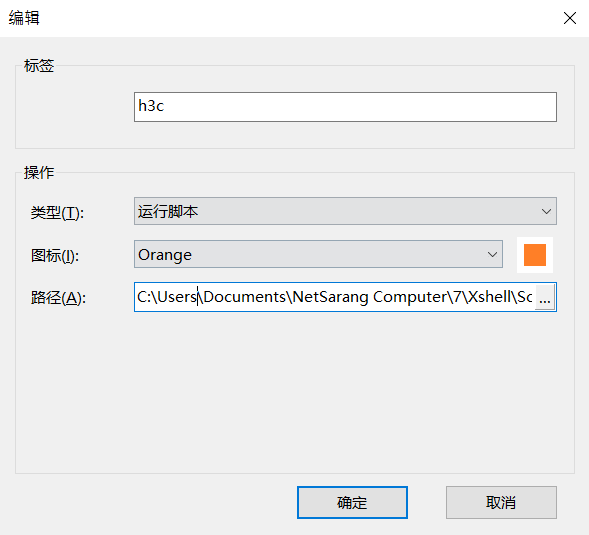 编辑
标签
h3c
操作
类型(T):
运行脚本
图标(I):
Orange
路径(A):
C:\Users\Documents\NetSarang Computer\7\Xshell\Sc
...
确定
取消